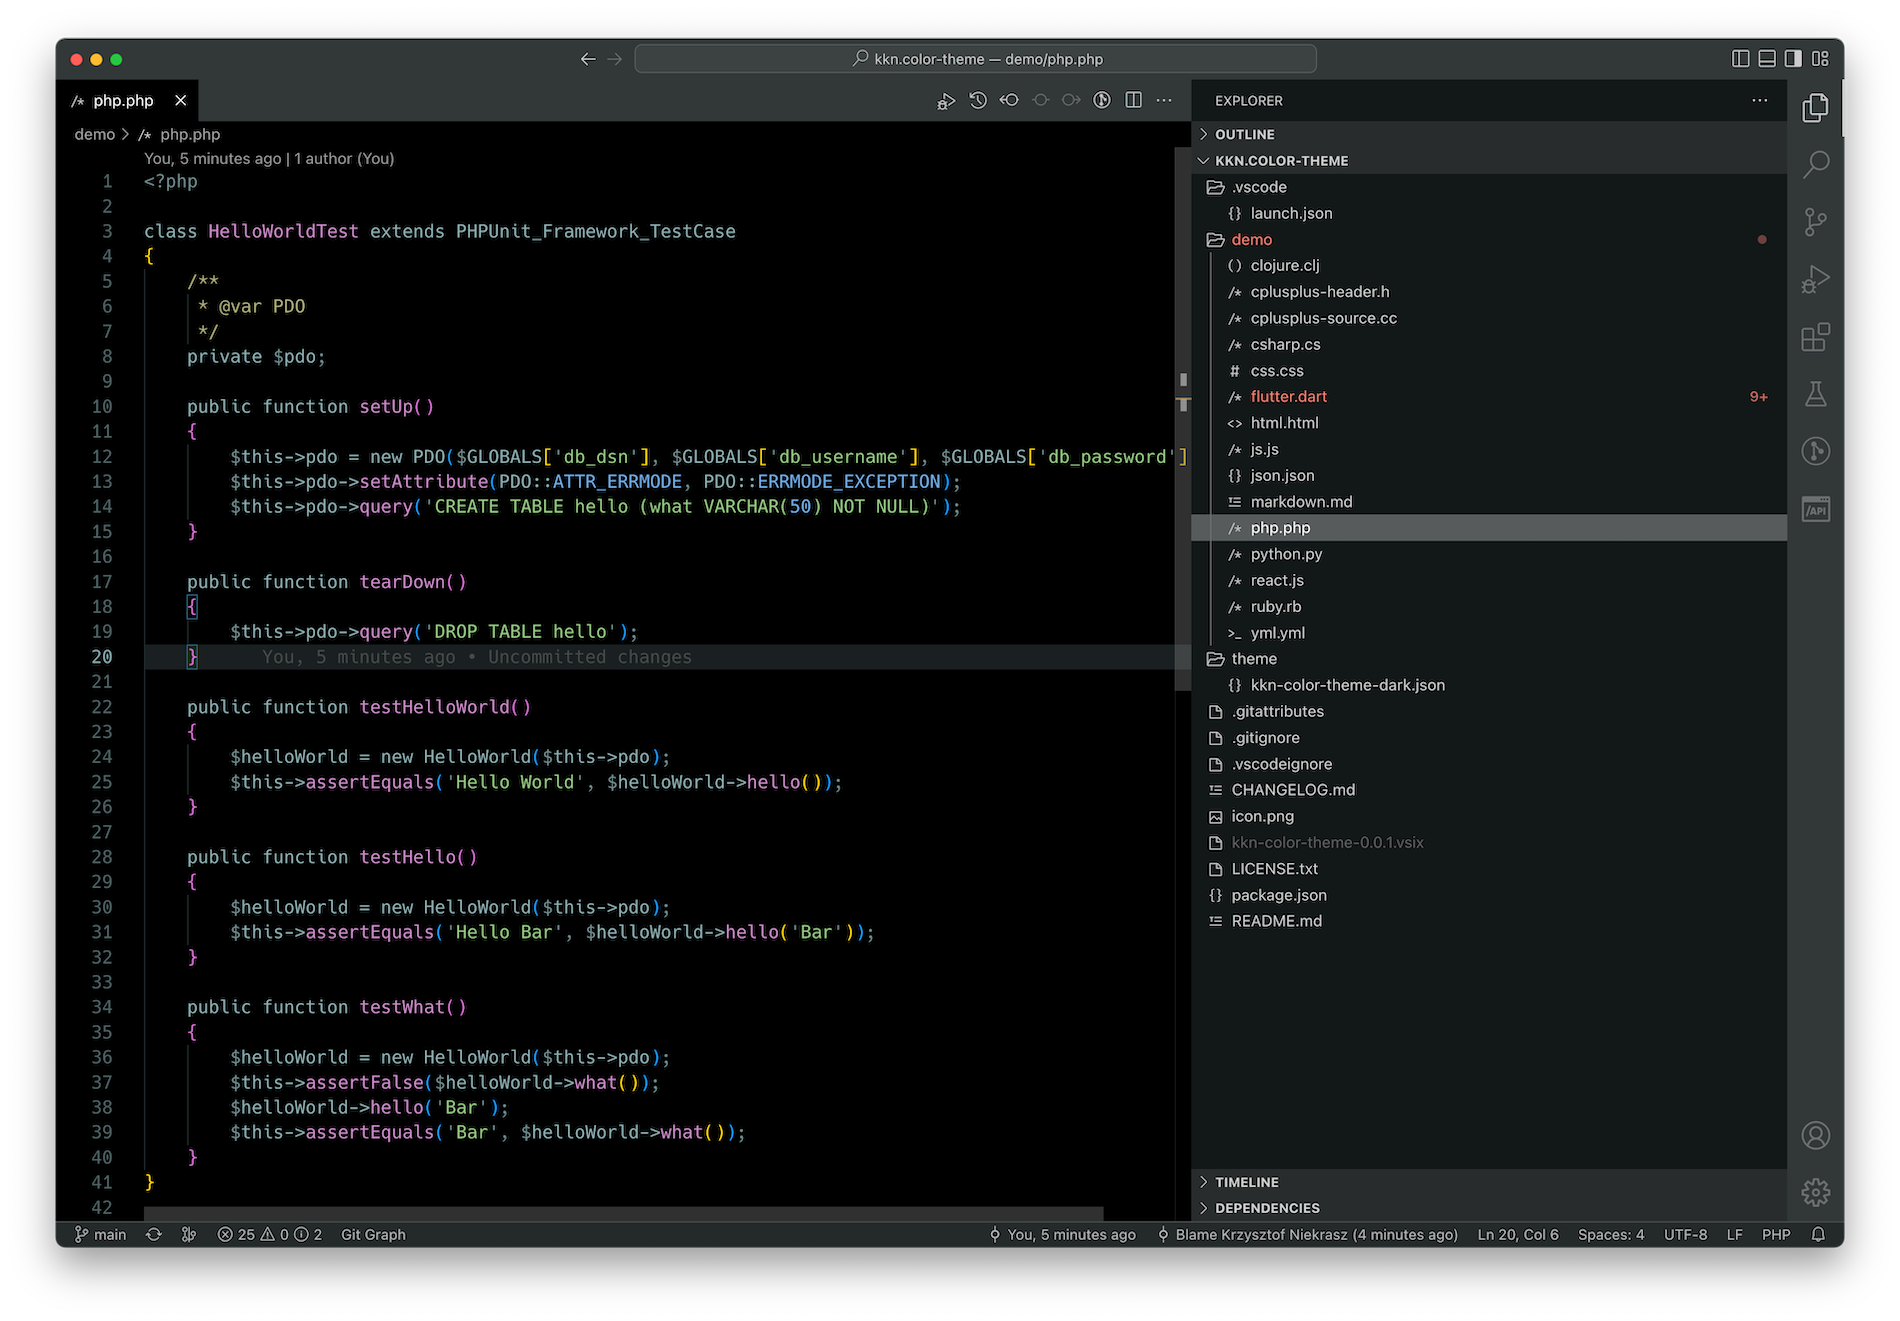 kkn.color-theme — demo/php.php
/* php.php
demo > /* php.php
You, 5 minutes ago | 1 author (You)
1 <?php
2
3 class HelloWorldTest extends PHPUnit_Framework_TestCase
4 {
5     /**
6      * @var PDO
7      */
8     private $pdo;
9
10     public function setUp()
11     {
12         $this->pdo = new PDO($GLOBALS['db_dsn'], $GLOBALS['db_username'], $GLOBALS['db_password']
13         $this->pdo->setAttribute(PDO::ATTR_ERRMODE, PDO::ERRMODE_EXCEPTION);
14         $this->pdo->query('CREATE TABLE hello (what VARCHAR(50) NOT NULL)');
15     }
16
17     public function tearDown()
18     {
19         $this->pdo->query('DROP TABLE hello');
20     }      You, 5 minutes ago • Uncommitted changes
21
22     public function testHelloWorld()
23     {
24         $helloWorld = new HelloWorld($this->pdo);
25         $this->assertEquals('Hello World', $helloWorld->hello());
26     }
27
28     public function testHello()
29     {
30         $helloWorld = new HelloWorld($this->pdo);
31         $this->assertEquals('Hello Bar', $helloWorld->hello('Bar'));
32     }
33
34     public function testWhat()
35     {
36         $helloWorld = new HelloWorld($this->pdo);
37         $this->assertFalse($helloWorld->what());
38         $helloWorld->hello('Bar');
39         $this->assertEquals('Bar', $helloWorld->what());
40     }
41 }
42
EXPLORER
OUTLINE
KKN.COLOR-THEME
.vscode
{} launch.json
demo
() clojure.clj
/* cplusplus-header.h
/* cplusplus-source.cc
/* csharp.cs
# css.css
/* flutter.dart 9+
<> html.html
/* js.js
{} json.json
markdown.md
/* php.php
/* python.py
/* react.js
/* ruby.rb
>_ yml.yml
theme
{} kkn-color-theme-dark.json
.gitattributes
.gitignore
.vscodeignore
CHANGELOG.md
icon.png
kkn-color-theme-0.0.1.vsix
LICENSE.txt
{} package.json
README.md
TIMELINE
DEPENDENCIES
/API
main 25 0 2 Git Graph You, 5 minutes ago Blame Krzysztof Niekrasz (4 minutes ago) Ln 20, Col 6 Spaces: 4 UTF-8 LF PHP